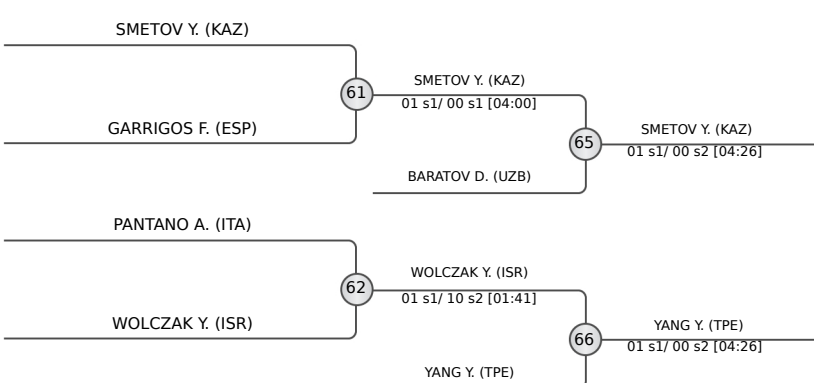 SMETOV Y. (KAZ)
61
SMETOV Y. (KAZ)
01 s1/ 00 s1 [04:00]
GARRIGOS F. (ESP)
65
SMETOV Y. (KAZ)
01 s1/ 00 s2 [04:26]
BARATOV D. (UZB)
PANTANO A. (ITA)
62
WOLCZAK Y. (ISR)
01 s1/ 10 s2 [01:41]
WOLCZAK Y. (ISR)
66
YANG Y. (TPE)
01 s1/ 00 s2 [04:26]
YANG Y. (TPE)